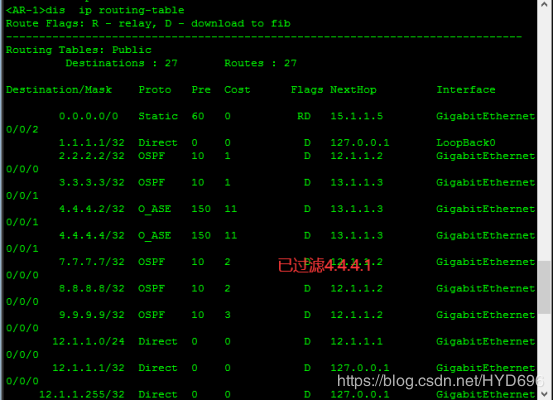 <AR-1>dis  ip routing-table
Route Flags: R - relay, D - download to fib
------------------------------------------------------------------------------
Routing Tables: Public
         Destinations : 27       Routes : 27
Destination/Mask    Proto   Pre  Cost      Flags NextHop         Interface
0.0.0.0/0   Static  60   0          RD   15.1.1.5        GigabitEthernet
0/0/2
1.1.1.1/32  Direct  0    0           D   127.0.0.1       LoopBack0
2.2.2.2/32  OSPF    10   1           D   12.1.1.2        GigabitEthernet
0/0/0
3.3.3.3/32  OSPF    10   1           D   13.1.1.3        GigabitEthernet
0/0/1
4.4.4.2/32  O_ASE   150  11          D   13.1.1.3        GigabitEthernet
0/0/1
4.4.4.4/32  O_ASE   150  11          D   13.1.1.3        GigabitEthernet
0/0/1
7.7.7.7/32  OSPF    10   2           D   12.1.1.2        GigabitEthernet
已过滤4.4.4.1
0/0/0
8.8.8.8/32  OSPF    10   2           D   12.1.1.2        GigabitEthernet
0/0/0
9.9.9.9/32  OSPF    10   3           D   12.1.1.2        GigabitEthernet
0/0/0
12.1.1.0/24  Direct  0    0           D   12.1.1.1        GigabitEthernet
0/0/0
12.1.1.1/32  Direct  0    0           D   127.0.0.1       GigabitEthernet
0/0/0
12.1.1.255/32  Direct  0    0           D   127.0.0.1       GigabitEthernet
https://blog.csdn.net/HYD696